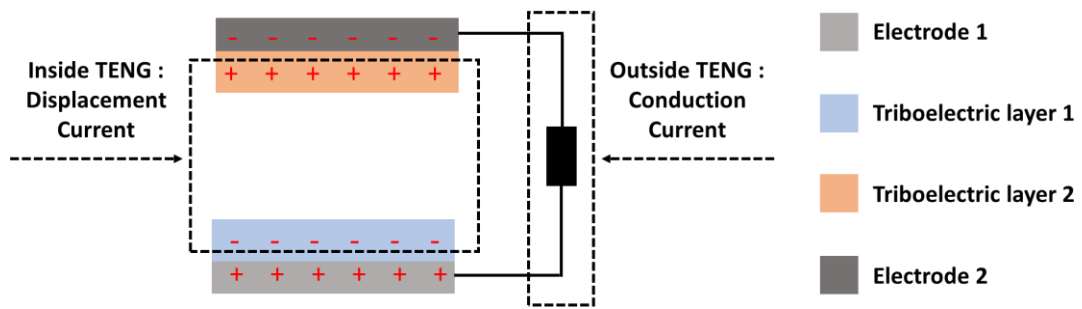 - - - - - -
+ + + + + +
Inside TENG :
Displacement
Current
Outside TENG :
Conduction
Current
- - - - - -
+ + + + + +
Electrode 1
Triboelectric layer 1
Triboelectric layer 2
Electrode 2